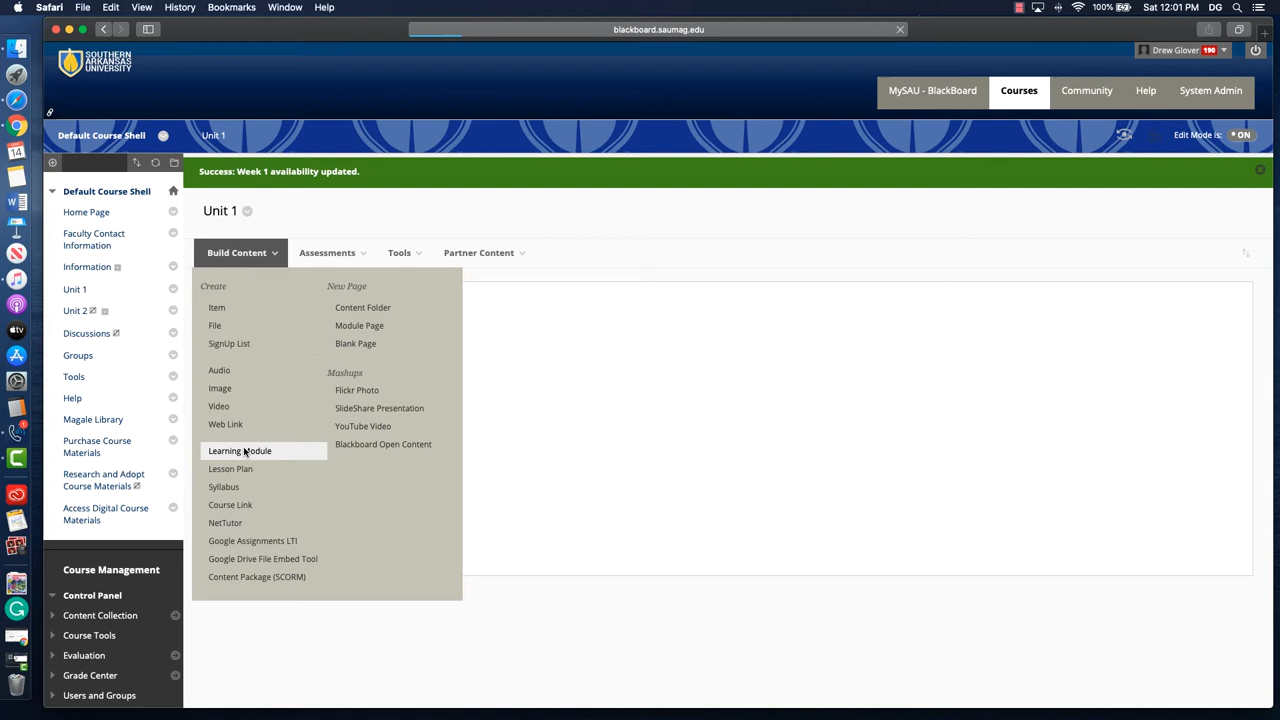 Safari File Edit View History Bookmarks Window Help 100% Sat 12:01 PM DG
blackboard.saumag.edu
SOUTHERN
ARKANSAS
UNIVERSITY
Drew Glover 190
MySAU - BlackBoard Courses Community Help System Admin
Default Course Shell Unit 1 Edit Mode is: ON
Success: Week 1 availability updated.
Default Course Shell
Home Page
Faculty Contact
Information
Information
Unit 1
Unit 2
Discussions
Groups
Tools
Help
Magale Library
Purchase Course
Materials
Research and Adopt
Course Materials
Access Digital Course
Materials
Course Management
Control Panel
Content Collection
Course Tools
Evaluation
Grade Center
Users and Groups
Unit 1
Build Content Assessments Tools Partner Content
Create
Item
File
SignUp List
Audio
Image
Video
Web Link
Learning Module
Lesson Plan
Syllabus
Course Link
NetTutor
Google Assignments LTI
Google Drive File Embed Tool
Content Package (SCORM)
New Page
Content Folder
Module Page
Blank Page
Mashups
Flickr Photo
SlideShare Presentation
YouTube Video
Blackboard Open Content
14
tv
1